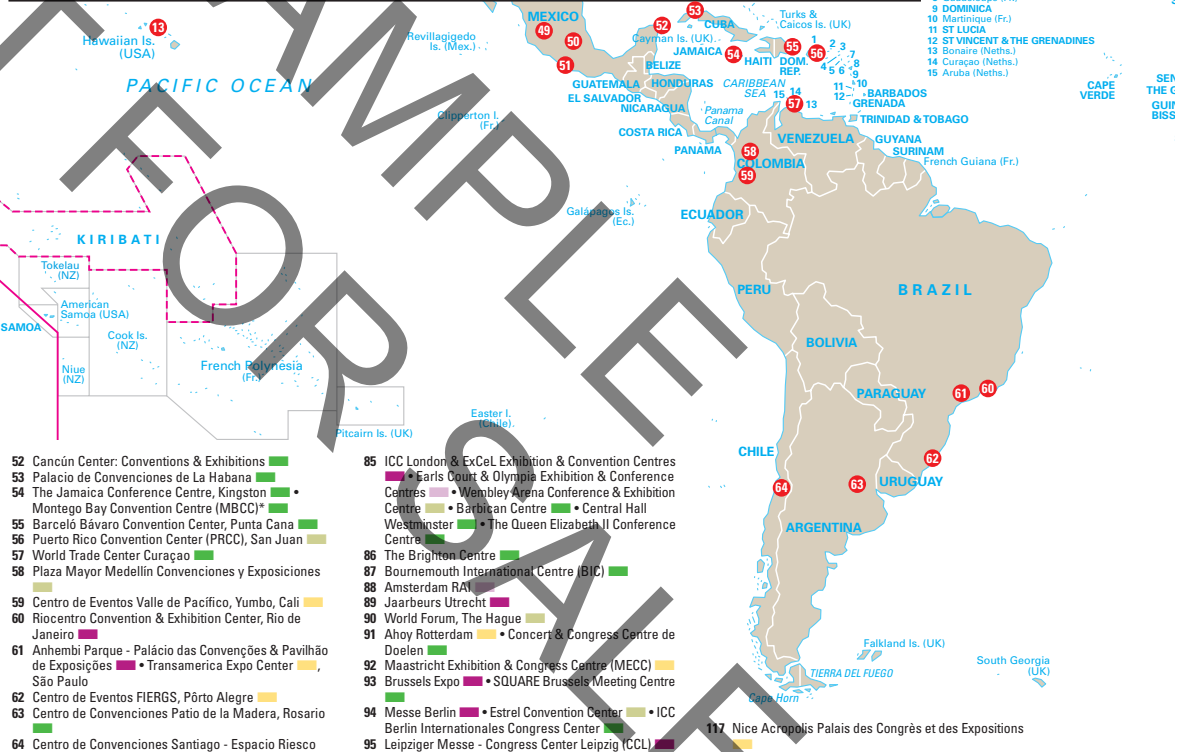 SAMPLE
NOT FOR SALE
13
Hawaiian Is.
(USA)
PACIFIC OCEAN
Revillagigedo
Is. (Mex.)
MEXICO
49
50
51
52
53
CUBA
Cayman Is. (UK)
Turks &
Caicos Is. (UK)
JAMAICA
54
HAITI
DOM.
REP.
55
56
1
2
3
4
5
6
7
8
9
10
11
12
BELIZE
GUATEMALA
HONDURAS
EL SALVADOR
NICARAGUA
CARIBBEAN
SEA
15
14
57
13
BARBADOS
GRENADA
TRINIDAD & TOBAGO
Clipperton I.
(Fr.)
Panama
Canal
COSTA RICA
PANAMA
VENEZUELA
GUYANA
SURINAM
French Guiana (Fr.)
58
COLOMBIA
59
Galápagos Is.
(Ec.)
ECUADOR
PERU
BRAZIL
BOLIVIA
PARAGUAY
61
60
CHILE
62
63
URUGUAY
64
ARGENTINA
Falkland Is. (UK)
South Georgia
(UK)
TIERRA DEL FUEGO
Cape Horn
9 DOMINICA
10 Martinique (Fr.)
11 ST LUCIA
12 ST VINCENT & THE GRENADINES
13 Bonaire (Neths.)
14 Curaçao (Neths.)
15 Aruba (Neths.)
CAPE
VERDE
KIRIBATI
Tokelau
(NZ)
American
Samoa (USA)
SAMOA
Cook Is.
(NZ)
Niue
(NZ)
French Polynesia
(Fr.)
Pitcairn Is. (UK)
Easter I.
(Chile)
52 Cancún Center: Conventions & Exhibitions
53 Palacio de Convenciones de La Habana
54 The Jamaica Conference Centre, Kingston •
Montego Bay Convention Centre (MBCC)*
55 Barceló Bávaro Convention Center, Punta Cana
56 Puerto Rico Convention Center (PRCC), San Juan
57 World Trade Center Curaçao
58 Plaza Mayor Medellín Convenciones y Exposiciones
59 Centro de Eventos Valle de Pacífico, Yumbo, Cali
60 Riocentro Convention & Exhibition Center, Rio de
Janeiro
61 Anhembi Parque - Palácio das Convenções & Pavilhão
de Exposições • Transamerica Expo Center ,
São Paulo
62 Centro de Eventos FIERGS, Pôrto Alegre
63 Centro de Convenciones Patio de la Madera, Rosario
64 Centro de Convenciones Santiago - Espacio Riesco
85 ICC London & ExCeL Exhibition & Convention Centres
• Earls Court & Olympia Exhibition & Conference
Centres • Wembley Arena Conference & Exhibition
Centre • Barbican Centre • Central Hall
Westminster • The Queen Elizabeth II Conference
Centre
86 The Brighton Centre
87 Bournemouth International Centre (BIC)
88 Amsterdam RAI
89 Jaarbeurs Utrecht
90 World Forum, The Hague
91 Ahoy Rotterdam • Concert & Congress Centre de
Doelen
92 Maastricht Exhibition & Congress Centre (MECC)
93 Brussels Expo • SQUARE Brussels Meeting Centre
94 Messe Berlin • Estrel Convention Center • ICC
Berlin Internationales Congress Center
95 Leipziger Messe - Congress Center Leipzig (CCL)
117 Nice Acropolis Palais des Congrès et des Expositions